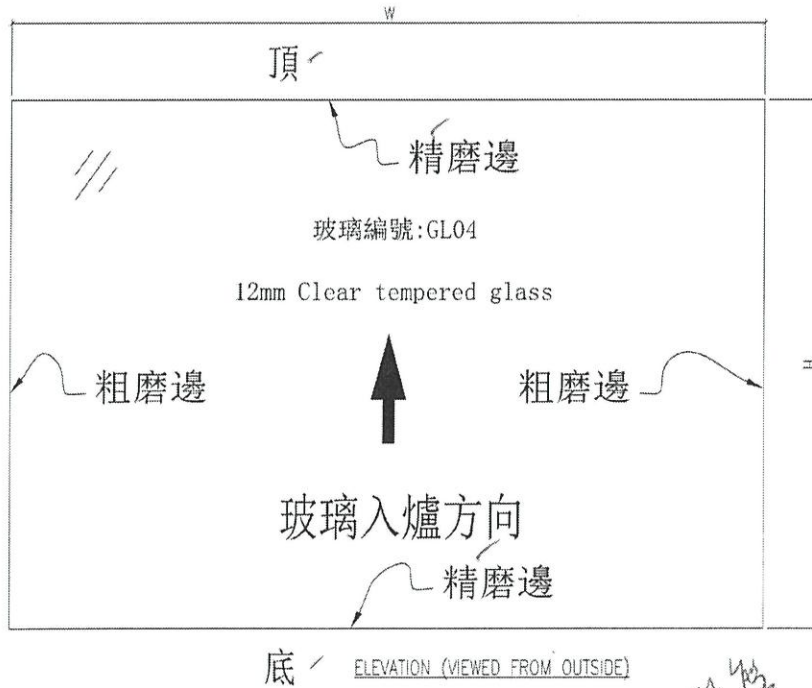 W
頂
精磨邊
玻璃編號:GL04
12mm Clear tempered glass
粗磨邊
粗磨邊
H
玻璃入爐方向
精磨邊
底
ELEVATION (VIEWED FROM OUTSIDE)